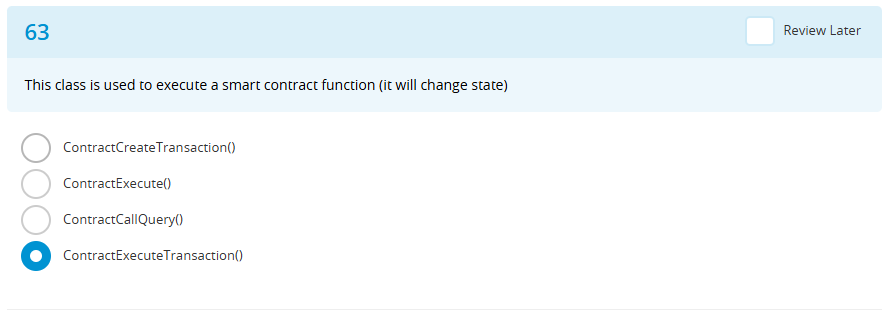 63
Review Later
This class is used to execute a smart contract function (it will change state)
ContractCreateTransaction()
ContractExecute()
ContractCallQuery()
ContractExecuteTransaction()